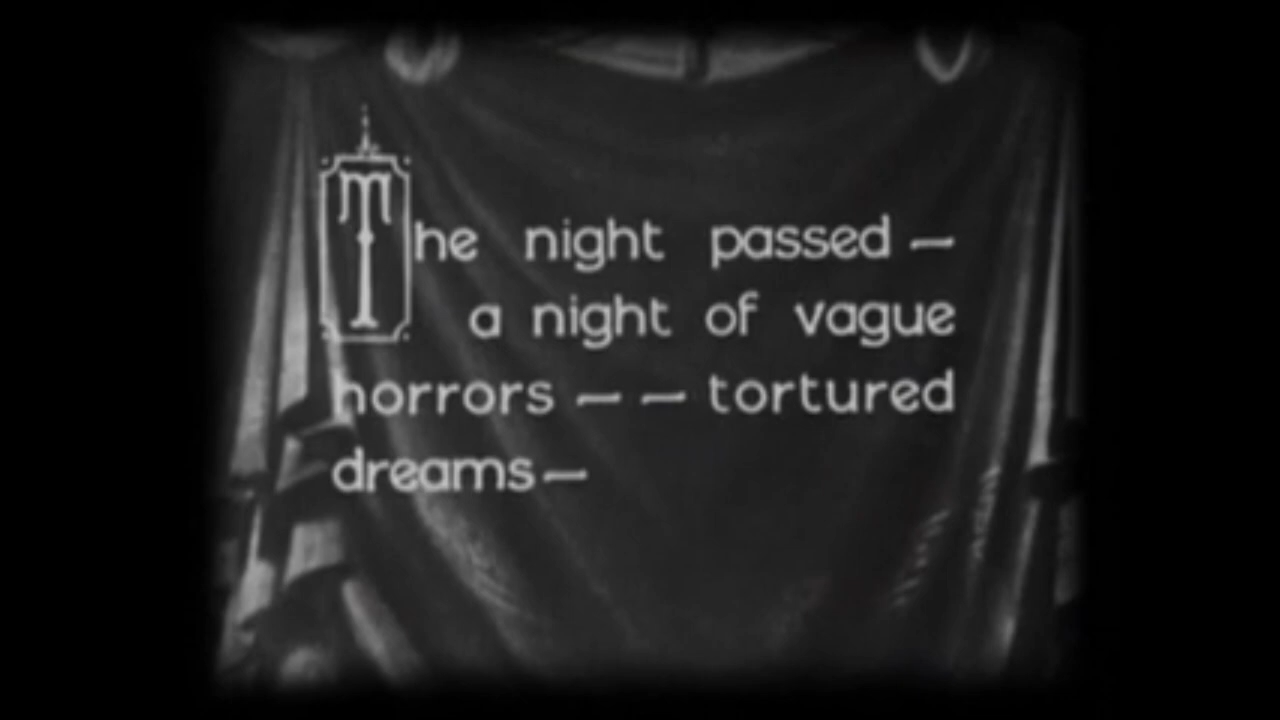 The night passed —
a night of vague
horrors — — tortured
dreams —